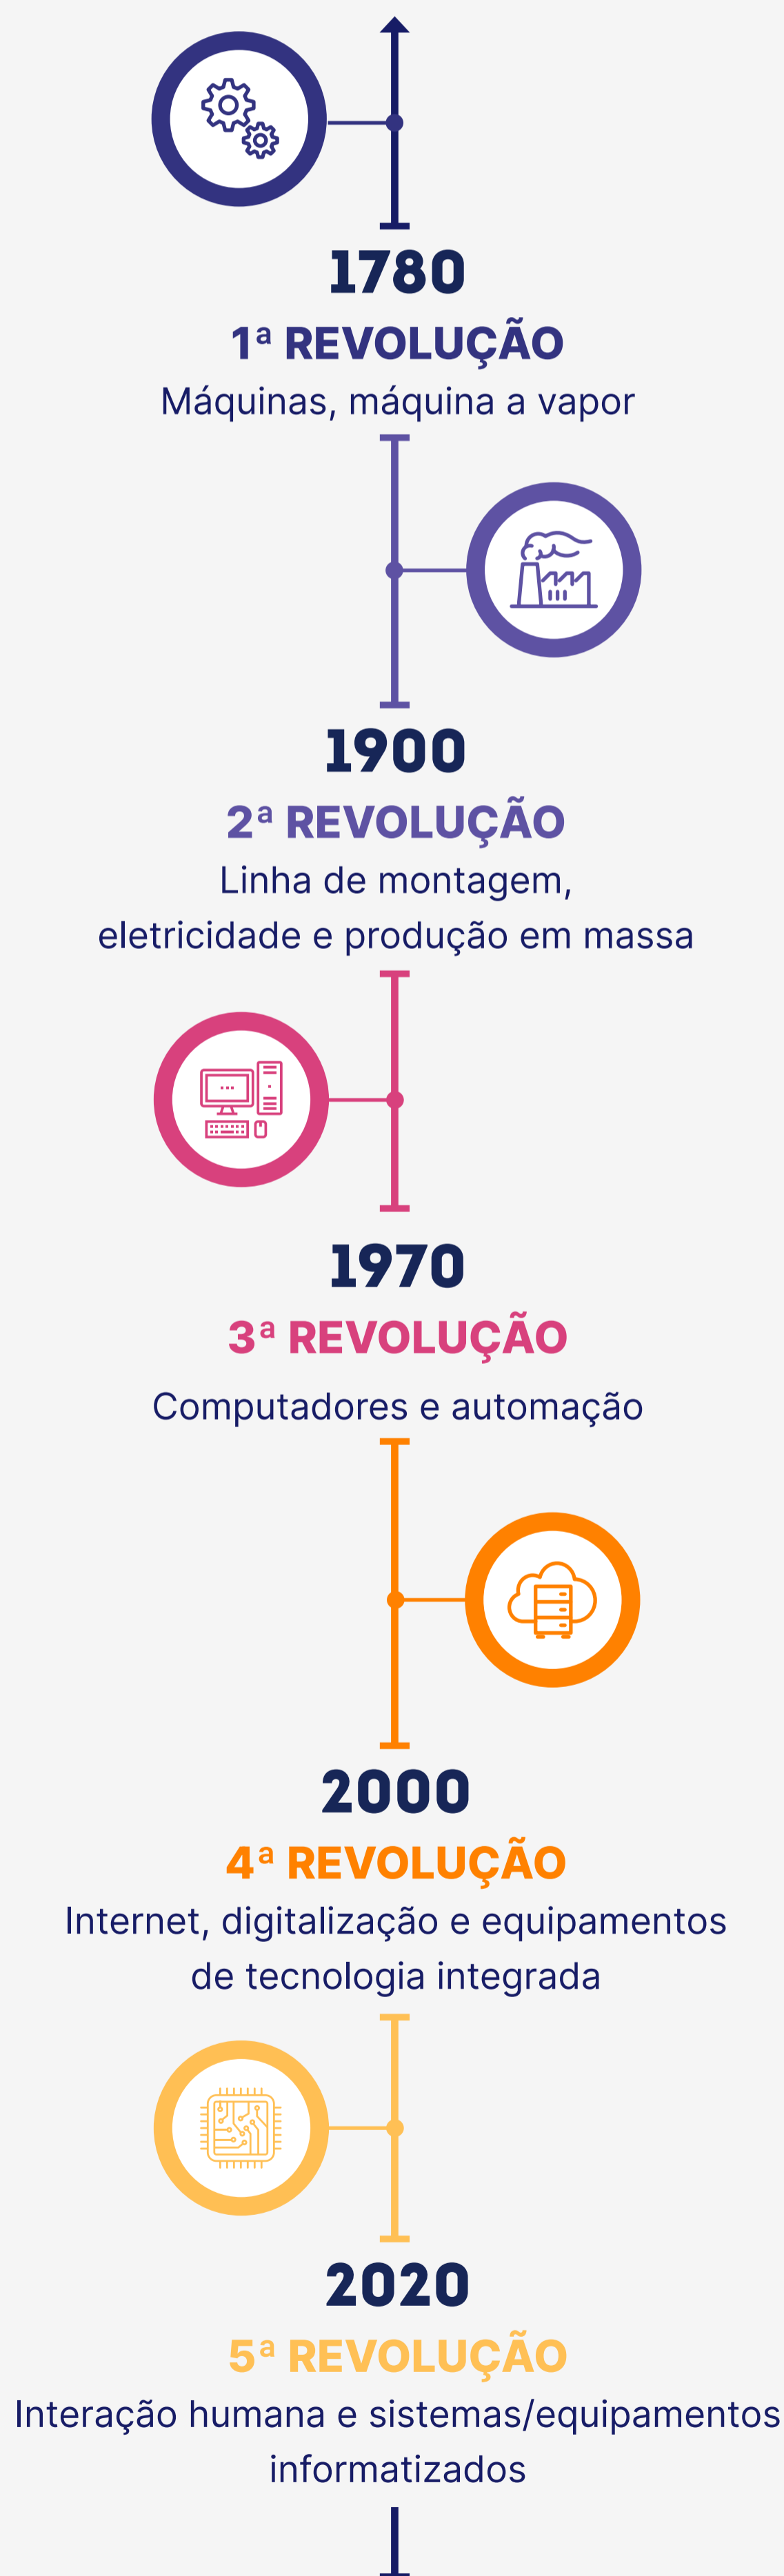 1780
1ª REVOLUÇÃO
Máquinas, máquina a vapor
1900
2ª REVOLUÇÃO
Linha de montagem,
eletricidade e produção em massa
1970
3ª REVOLUÇÃO
Computadores e automação
2000
4ª REVOLUÇÃO
Internet, digitalização e equipamentos
de tecnologia integrada
2020
5ª REVOLUÇÃO
Interação humana e sistemas/equipamentos
informatizados